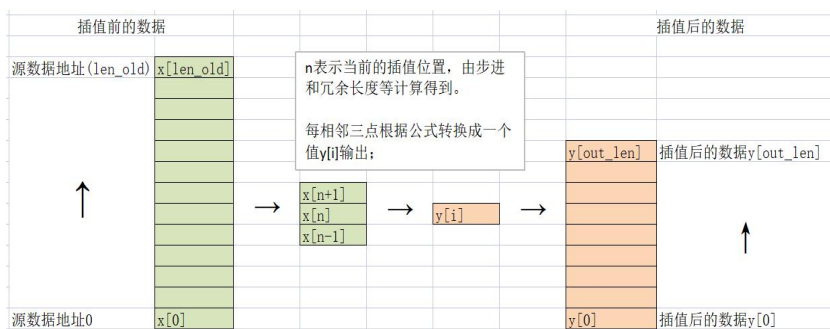 插值前的数据
插值后的数据
源数据地址(len_old)
x[len_old]
n表示当前的插值位置，由步进
和冗余长度等计算得到。
每相邻三点根据公式转换成一个
值y[i]输出；
y[out_len]
插值后的数据y[out_len]
x[n+1]
x[n]
x[n-1]
y[i]
源数据地址0
x[0]
y[0]
插值后的数据y[0]